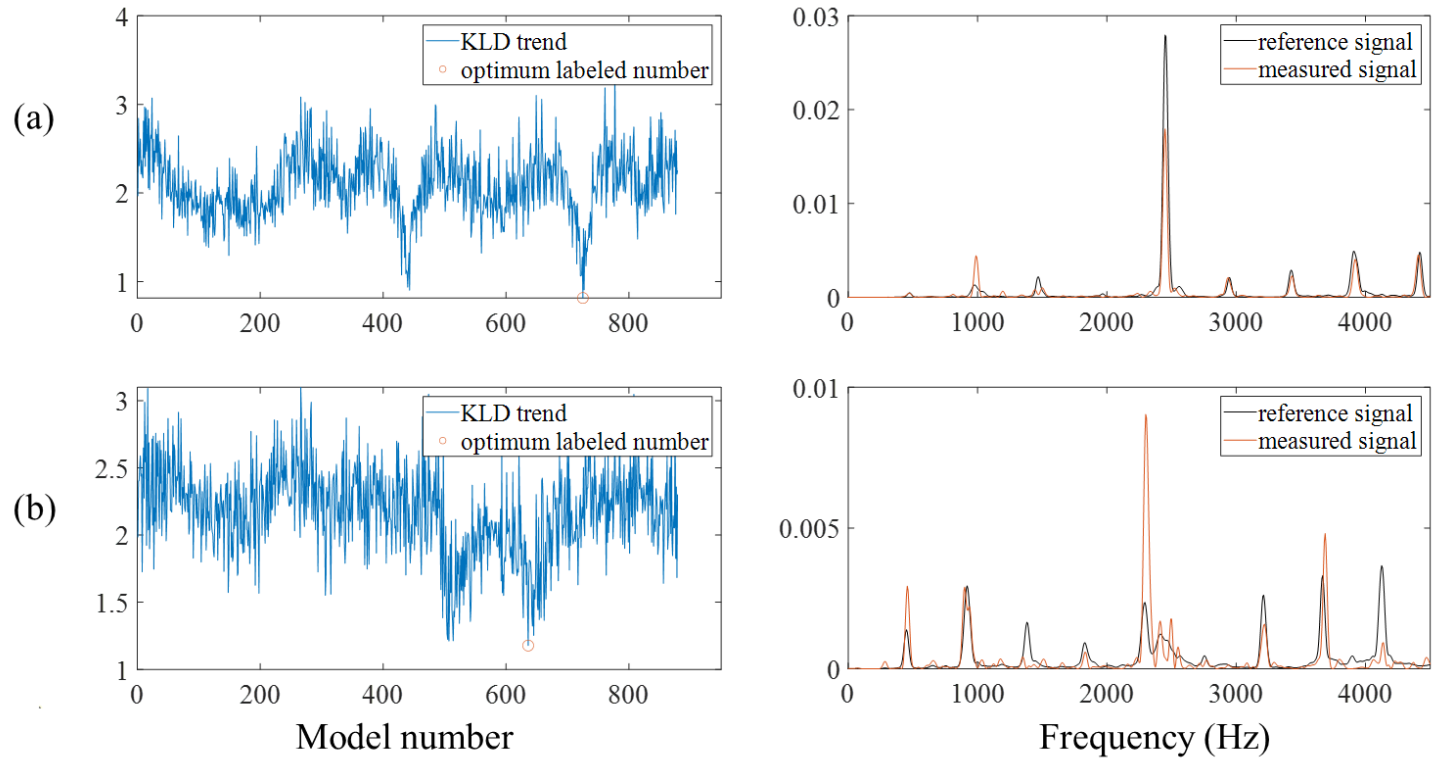 (a)
4
3
2
1
0 200 400 600 800
KLD trend
optimum labeled number
0.03
0.02
0.01
0
0 1000 2000 3000 4000
reference signal
measured signal
(b)
3
2.5
2
1.5
1
0 200 400 600 800
KLD trend
optimum labeled number
Model number
0.01
0.005
0
0 1000 2000 3000 4000
reference signal
measured signal
Frequency (Hz)